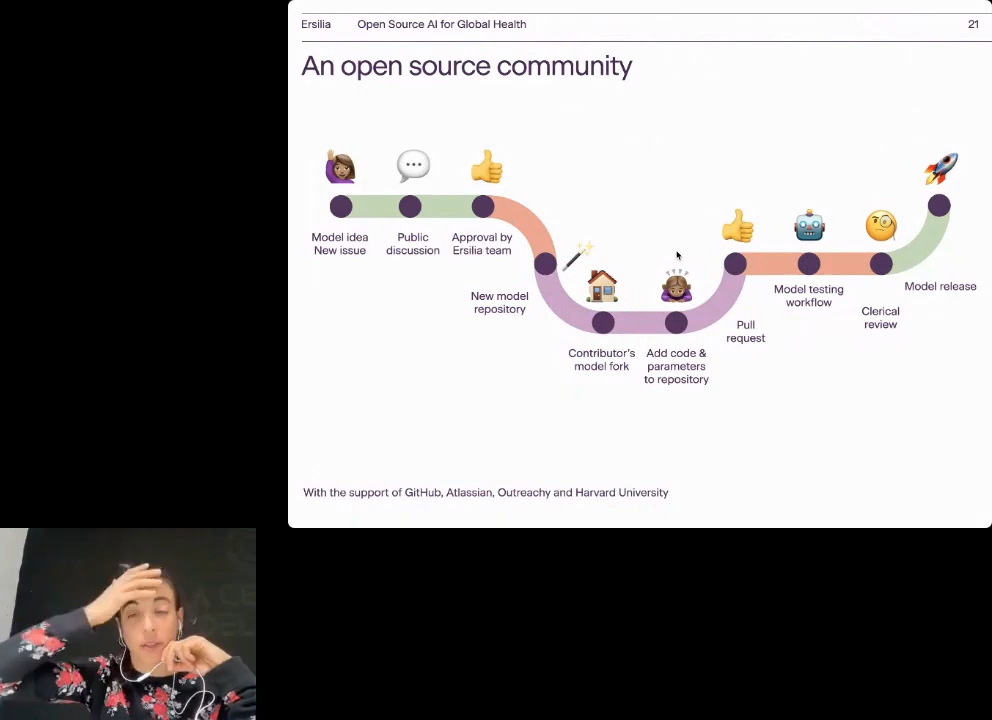 Ersilia Open Source AI for Global Health 21
An open source community
Model idea
New issue
Public
discussion
Approval by
Ersilia team
New model
repository
Contributor's
model fork
Add code &
parameters
to repository
Pull
request
Model testing
workflow
Clerical
review
Model release
With the support of GitHub, Atlassian, Outreachy and Harvard University